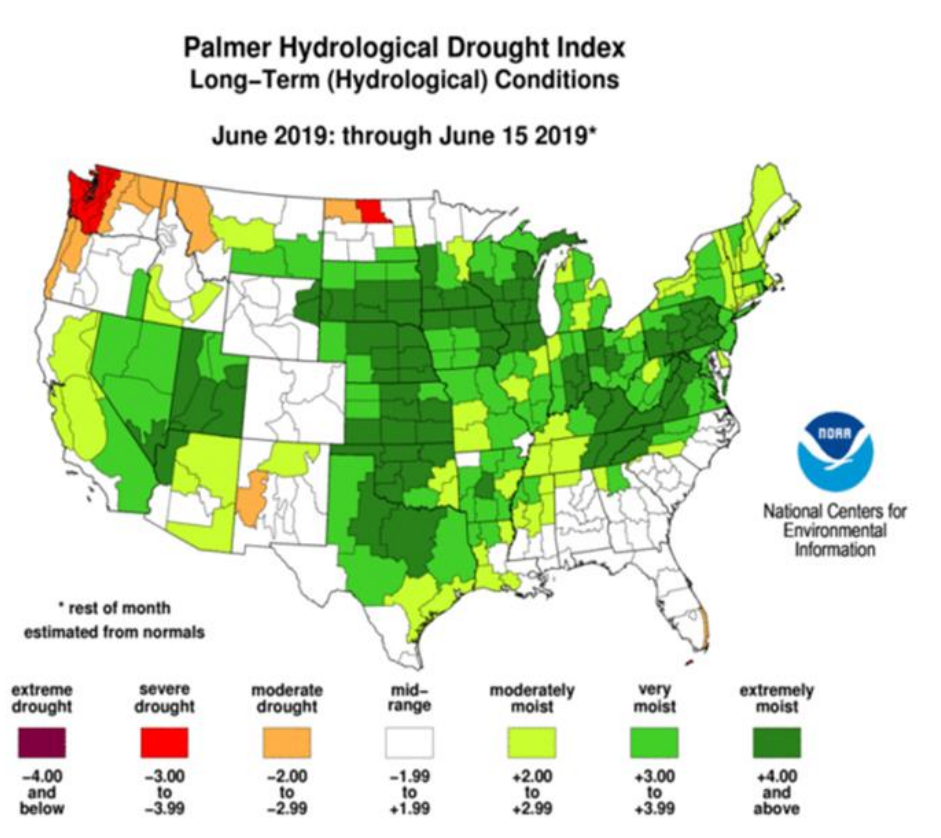 Palmer Hydrological Drought Index
Long–Term (Hydrological) Conditions
June 2019: through June 15 2019*
NOAA
National Centers for
Environmental
Information
* rest of month
estimated from normals
extreme
drought
severe
drought
moderate
drought
mid–
range
moderately
moist
very
moist
extremely
moist
–4.00
and
below
–3.00
to
–3.99
–2.00
to
–2.99
–1.99
to
+1.99
+2.00
to
+2.99
+3.00
to
+3.99
+4.00
and
above